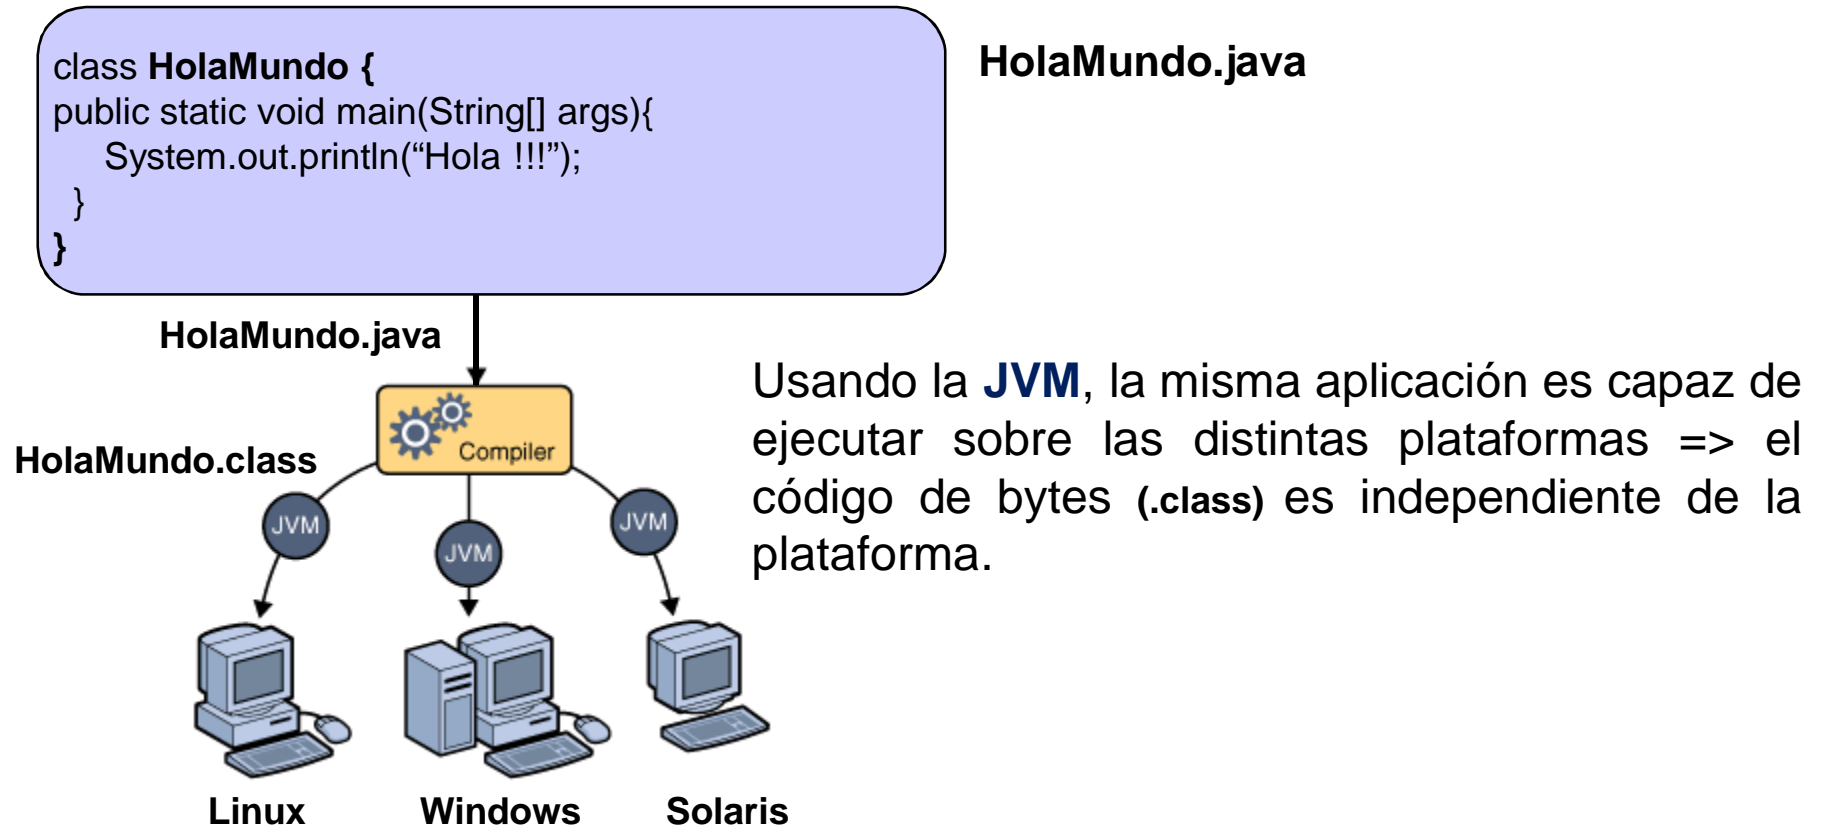 class HolaMundo {
public static void main(String[] args){
System.out.println(“Hola !!!”);
}
}
HolaMundo.java
HolaMundo.java
Compiler
HolaMundo.class
JVM
JVM
JVM
Linux
Windows
Solaris
Usando la JVM, la misma aplicación es capaz de
ejecutar sobre las distintas plataformas => el
código de bytes (.class) es independiente de la
plataforma.